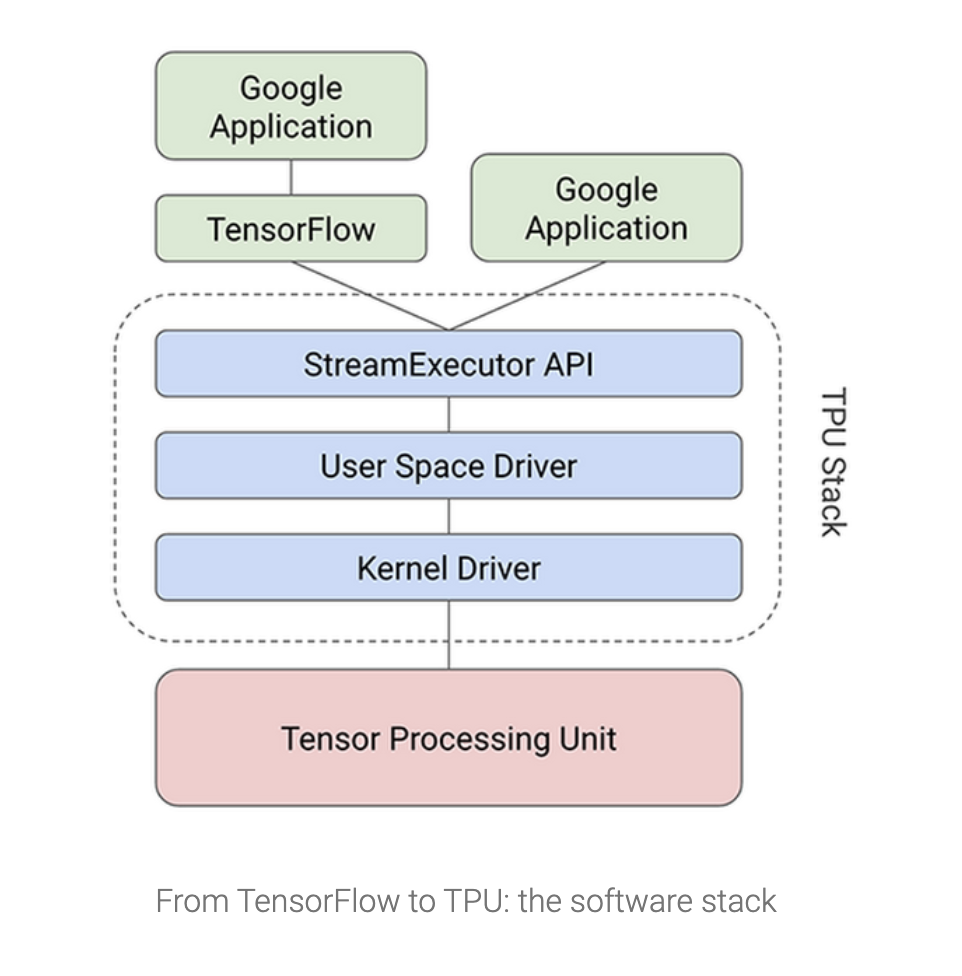 Google
Application
TensorFlow
Google
Application
StreamExecutor API
User Space Driver
Kernel Driver
TPU Stack
Tensor Processing Unit
From TensorFlow to TPU: the software stack